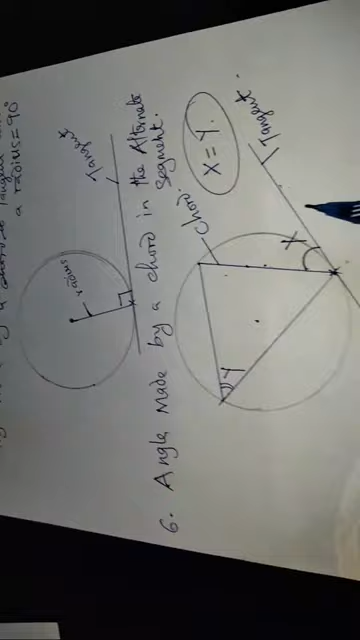 a radius = 90°
Tangent
radius
6. Angle Made by a chord in the Alternate
Segment.
X = Y.
Chord
Tangent
X
Y